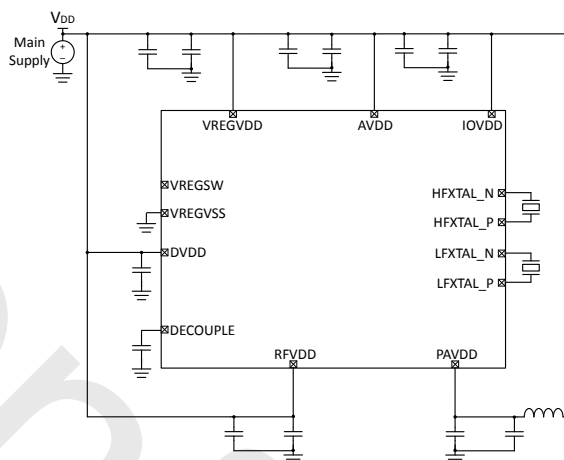 VDD
Main
Supply
VREGVDD
AVDD
IOVDD
VREGSW
HFXTAL_N
VREGVSS
HFXTAL_P
DVDD
LFXTAL_N
LFXTAL_P
DECOUPLE
RFVDD
PAVDD